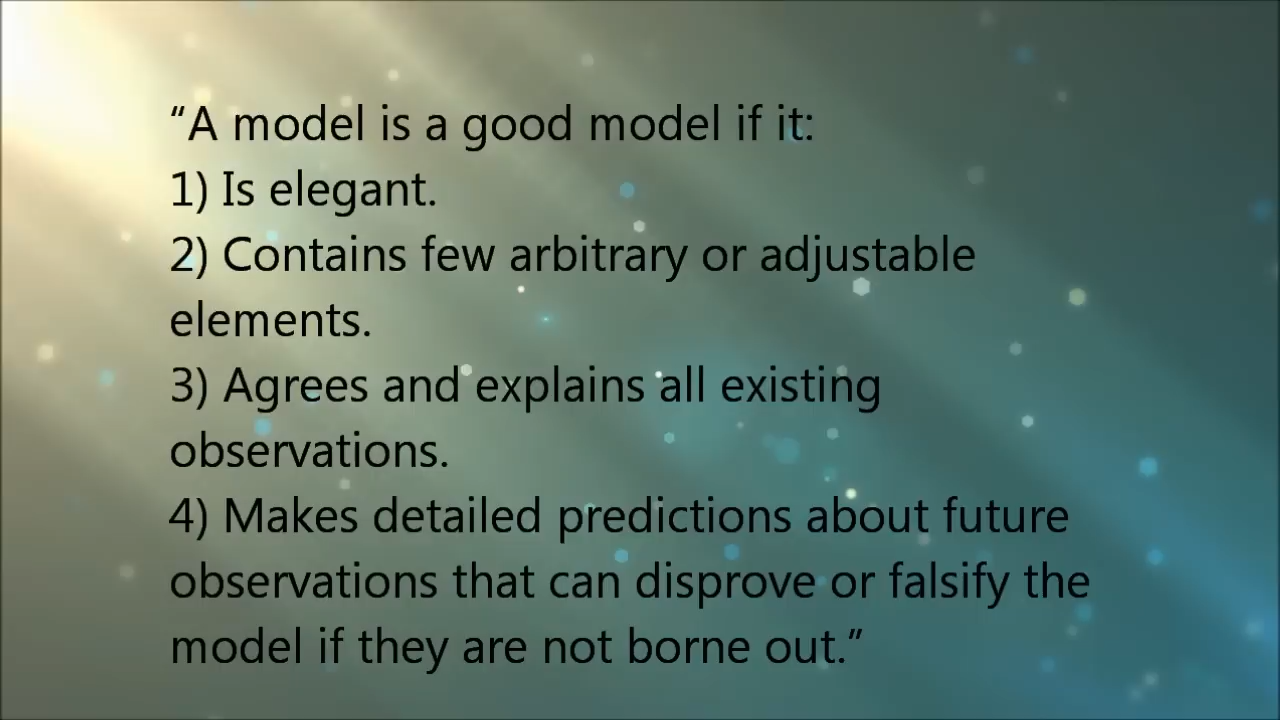 “A model is a good model if it:
1) Is elegant.
2) Contains few arbitrary or adjustable
elements.
3) Agrees and explains all existing
observations.
4) Makes detailed predictions about future
observations that can disprove or falsify the
model if they are not borne out.”